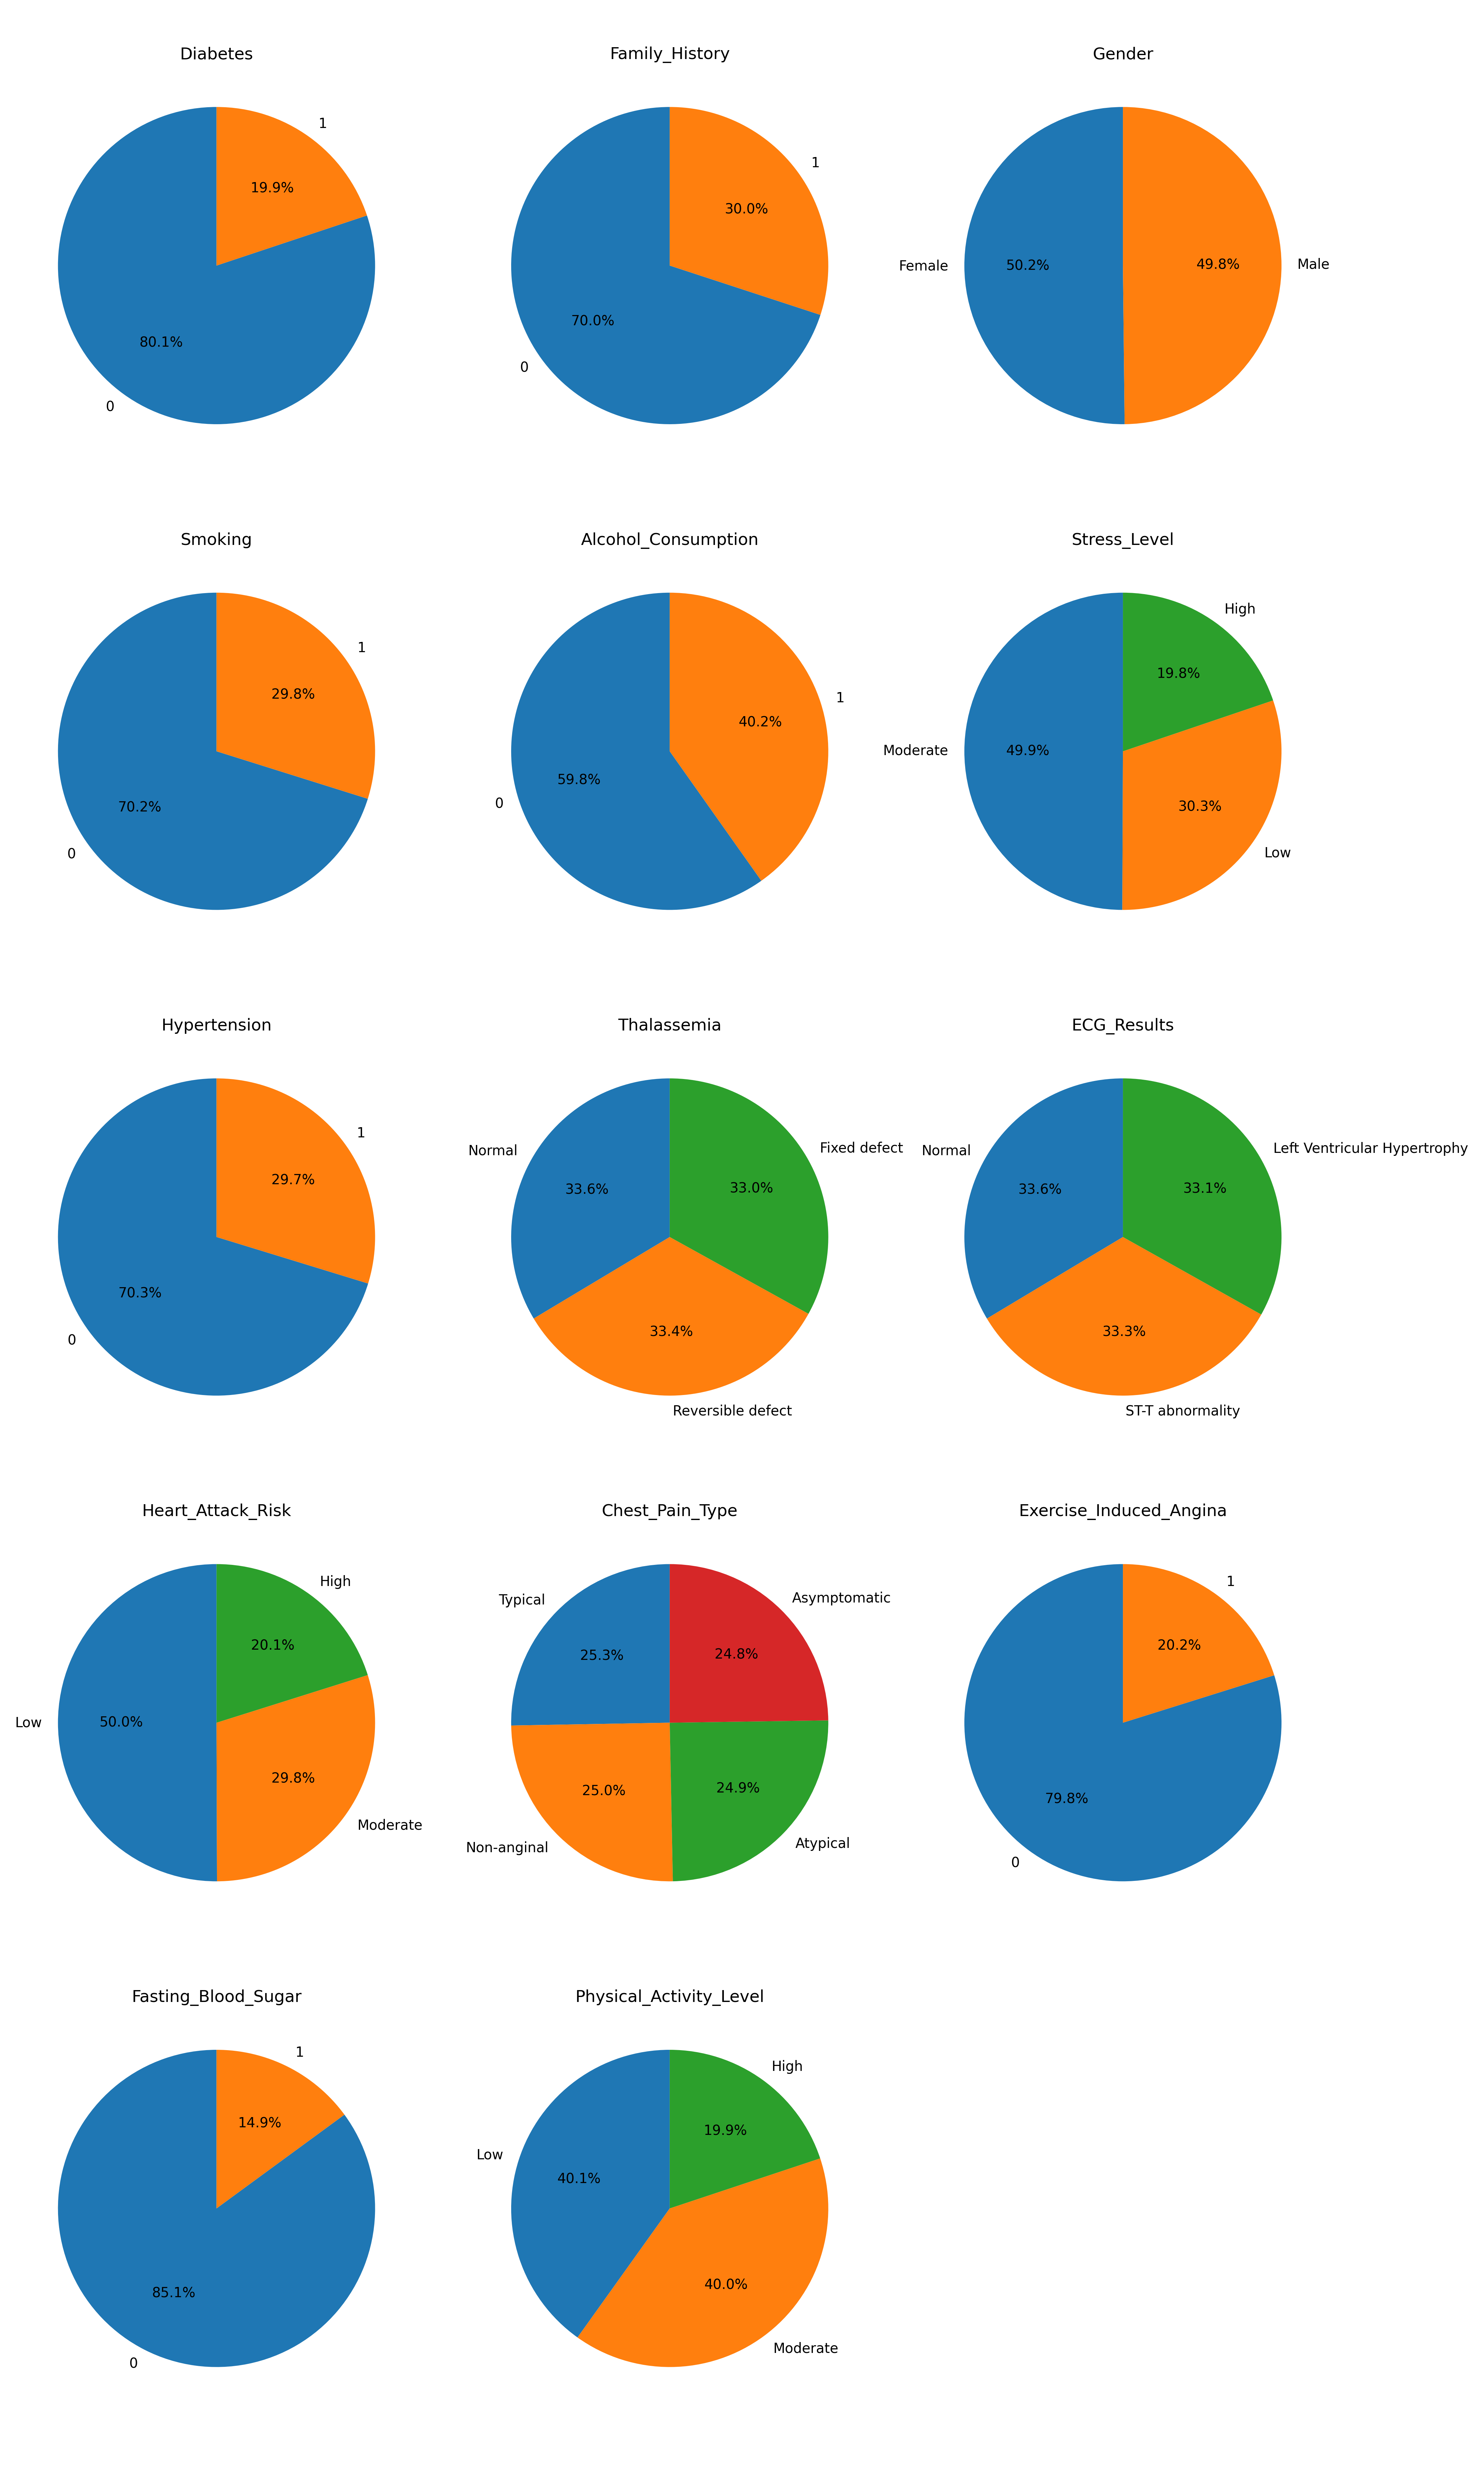 Diabetes
1
19.9%
80.1%
0
Family_History
1
30.0%
70.0%
0
Gender
Female
50.2%
49.8%
Male
Smoking
1
29.8%
70.2%
0
Alcohol_Consumption
1
40.2%
59.8%
0
Stress_Level
High
19.8%
Moderate
49.9%
30.3%
Low
Hypertension
1
29.7%
70.3%
0
Thalassemia
Normal
Fixed defect
33.6%
33.0%
33.4%
Reversible defect
ECG_Results
Normal
Left Ventricular Hypertrophy
33.6%
33.1%
33.3%
ST-T abnormality
Heart_Attack_Risk
High
20.1%
Low
50.0%
29.8%
Moderate
Chest_Pain_Type
Typical
Asymptomatic
25.3%
24.8%
25.0%
24.9%
Non-anginal
Atypical
Exercise_Induced_Angina
1
20.2%
79.8%
0
Fasting_Blood_Sugar
1
14.9%
85.1%
0
Physical_Activity_Level
High
19.9%
Low
40.1%
40.0%
Moderate